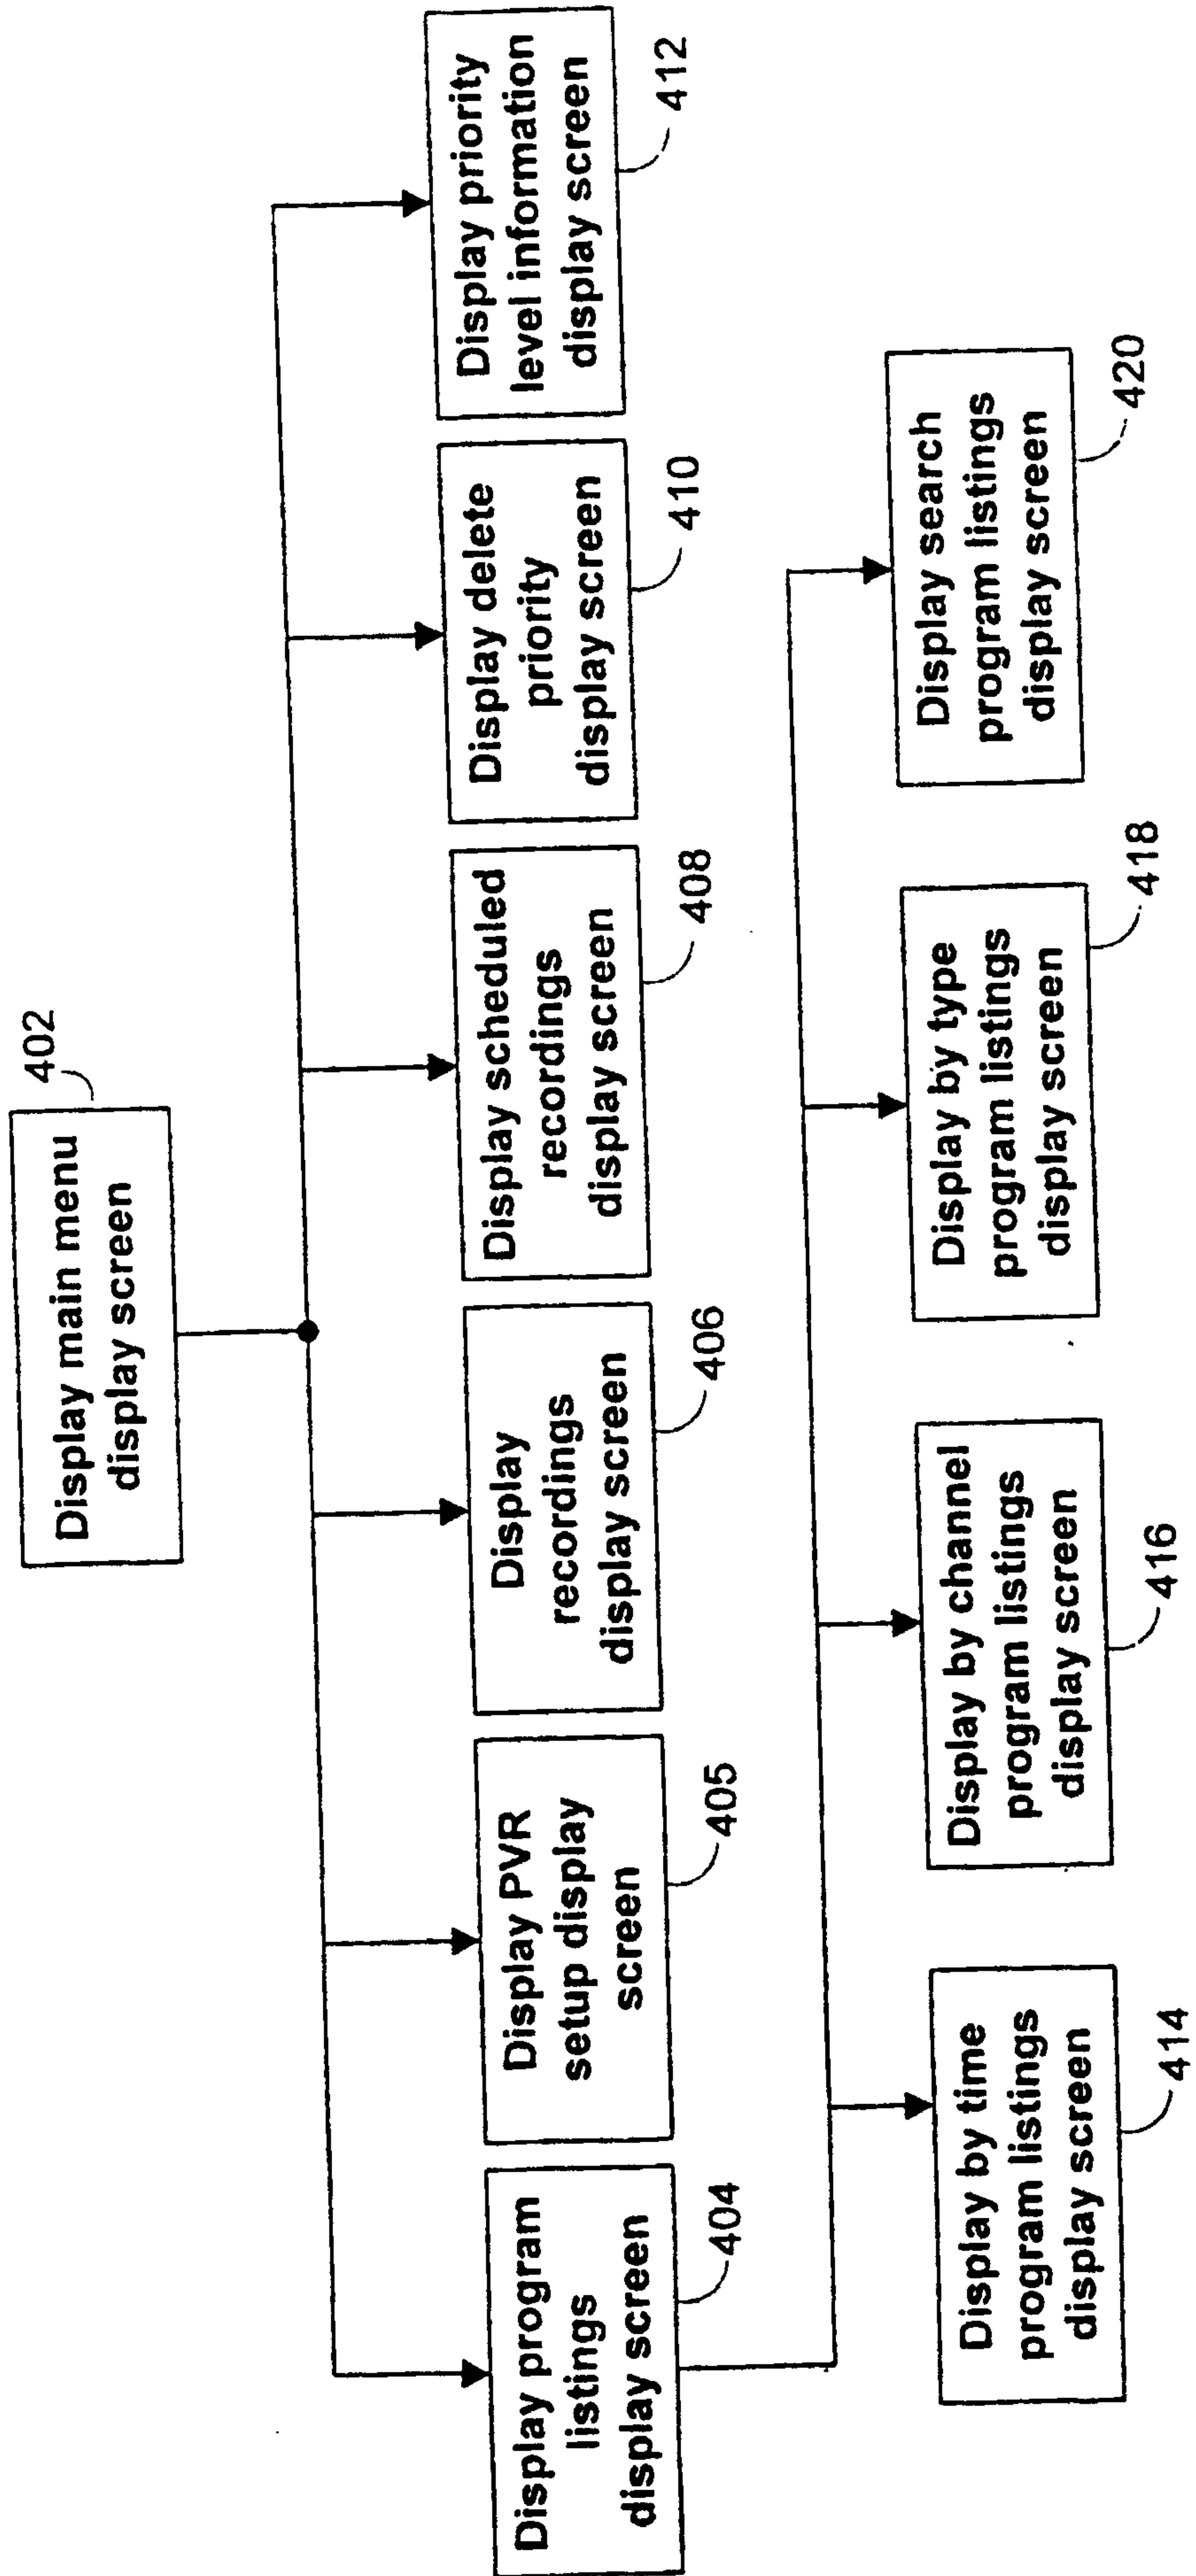 Display main menu
display screen
402
Display program
listings
display screen
404
Display PVR
setup display
screen
405
Display
recordings
display screen
406
Display scheduled
recordings
display screen
408
Display delete
priority
display screen
410
Display priority
level information
display screen
412
Display by time
program listings
display screen
414
Display by channel
program listings
display screen
416
Display by type
program listings
display screen
418
Display search
program listings
display screen
420